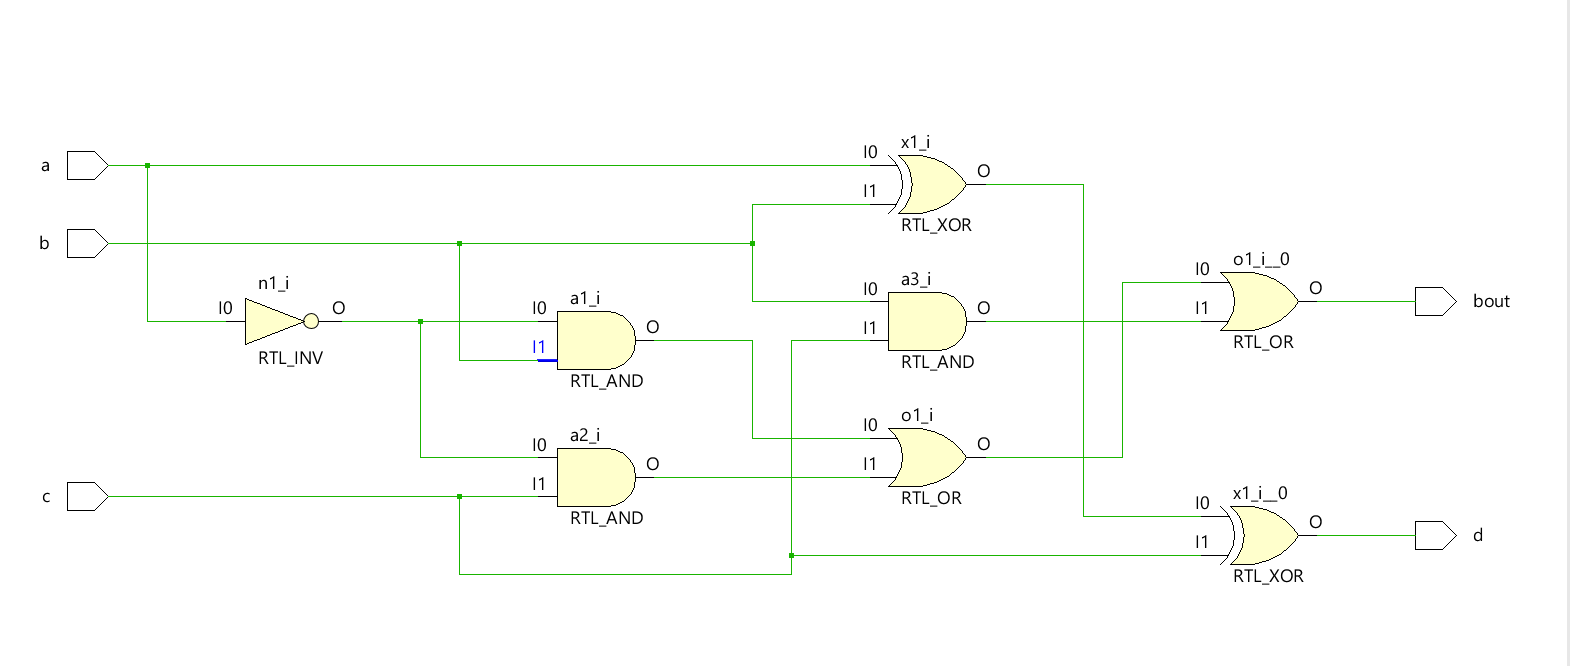 x1_i
a
I0
O
I1
RTL_XOR
b
o1_i__0
n1_i
I0
O
bout
I1
RTL_OR
a3_i
I0
O
I1
RTL_AND
a1_i
I0
O
RTL_INV
I0
O
I1
RTL_AND
o1_i
I0
O
I1
RTL_OR
a2_i
I0
O
I1
RTL_AND
c
x1_i__0
I0
O
I1
RTL_XOR
d